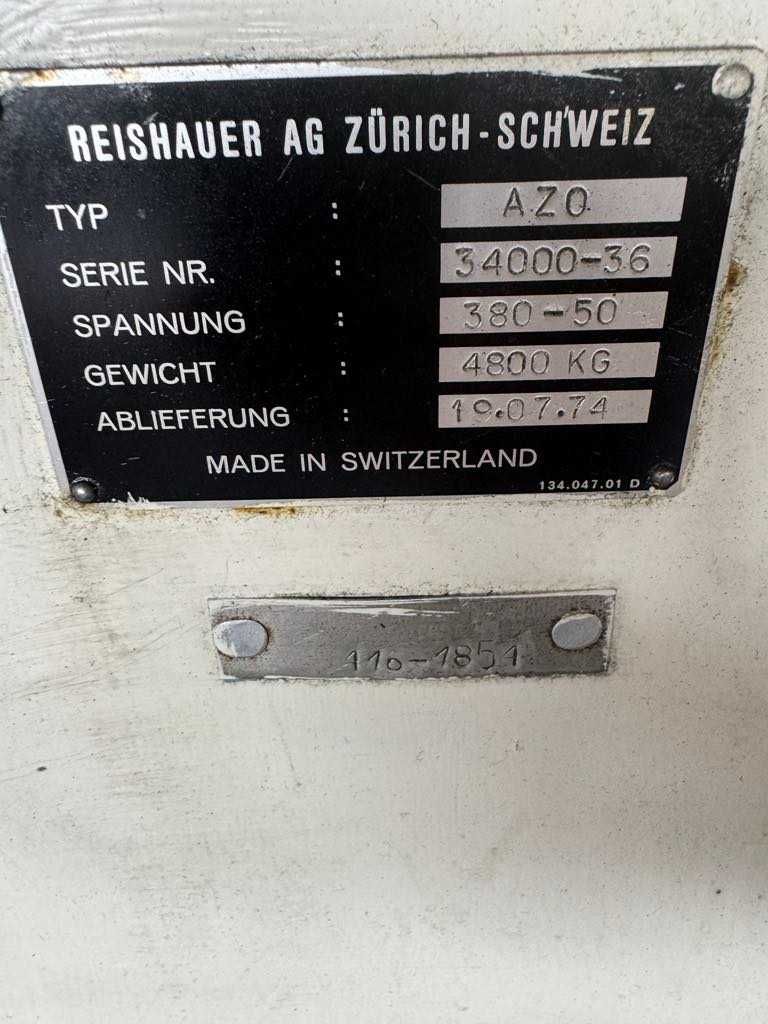 REISHAUER AG ZÜRICH - SCHWEIZ
TYP : AZO
SERIE NR. : 34000-36
SPANNUNG : 380-50
GEWICHT : 4800 KG
ABLIEFERUNG : 19.07.74
MADE IN SWITZERLAND
134.047.01 D
116-1851